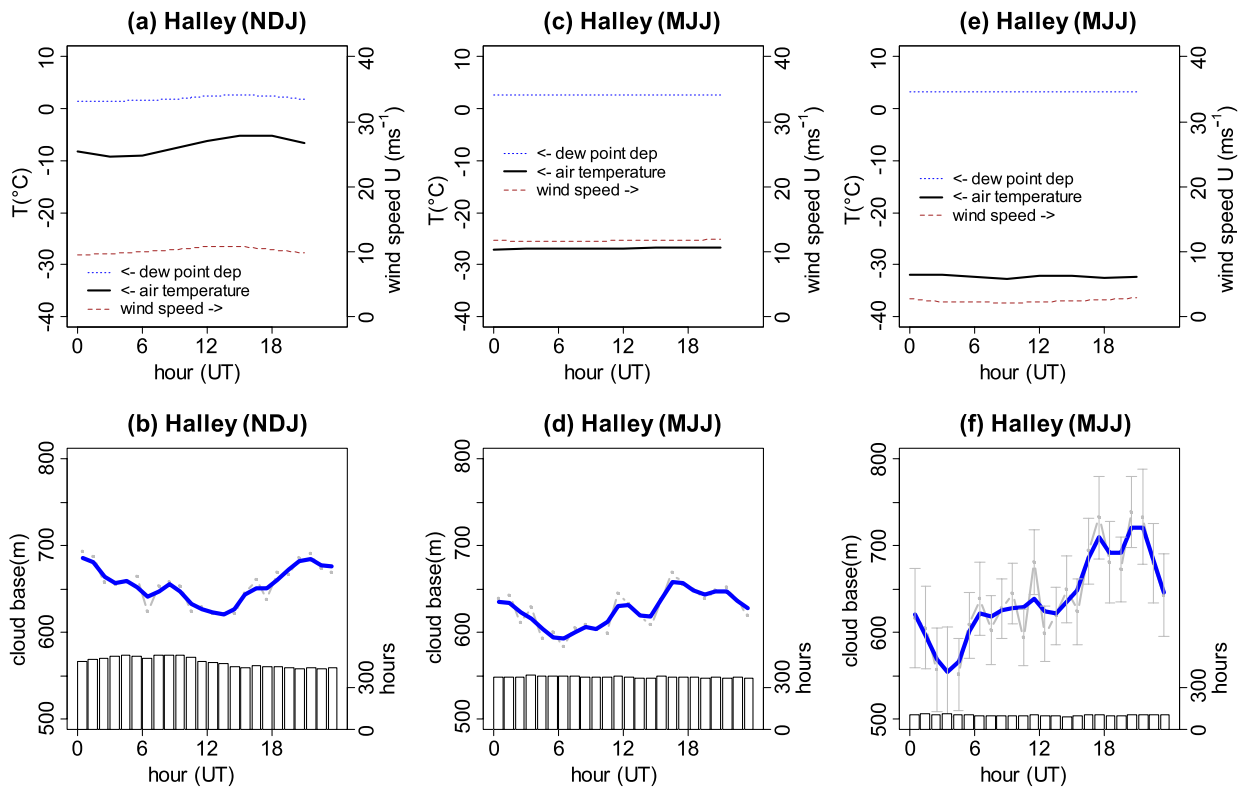 (a) Halley (NDJ)
10
0
-10
-20
-30
-40
T(°C)
40
30
20
10
0
wind speed U (ms⁻¹)
<- dew point dep
<- air temperature
wind speed ->
0 6 12 18
hour (UT)
(c) Halley (MJJ)
10
0
-10
-20
-30
-40
T(°C)
40
30
20
10
0
wind speed U (ms⁻¹)
<- dew point dep
<- air temperature
wind speed ->
0 6 12 18
hour (UT)
(e) Halley (MJJ)
10
0
-10
-20
-30
-40
T(°C)
40
30
20
10
0
wind speed U (ms⁻¹)
<- dew point dep
<- air temperature
wind speed ->
0 6 12 18
hour (UT)
(b) Halley (NDJ)
800
700
600
500
cloud base(m)
300
0
hours
0 6 12 18
hour (UT)
(d) Halley (MJJ)
800
700
600
500
cloud base(m)
300
0
hours
0 6 12 18
hour (UT)
(f) Halley (MJJ)
800
700
600
500
cloud base(m)
300
0
hours
0 6 12 18
hour (UT)